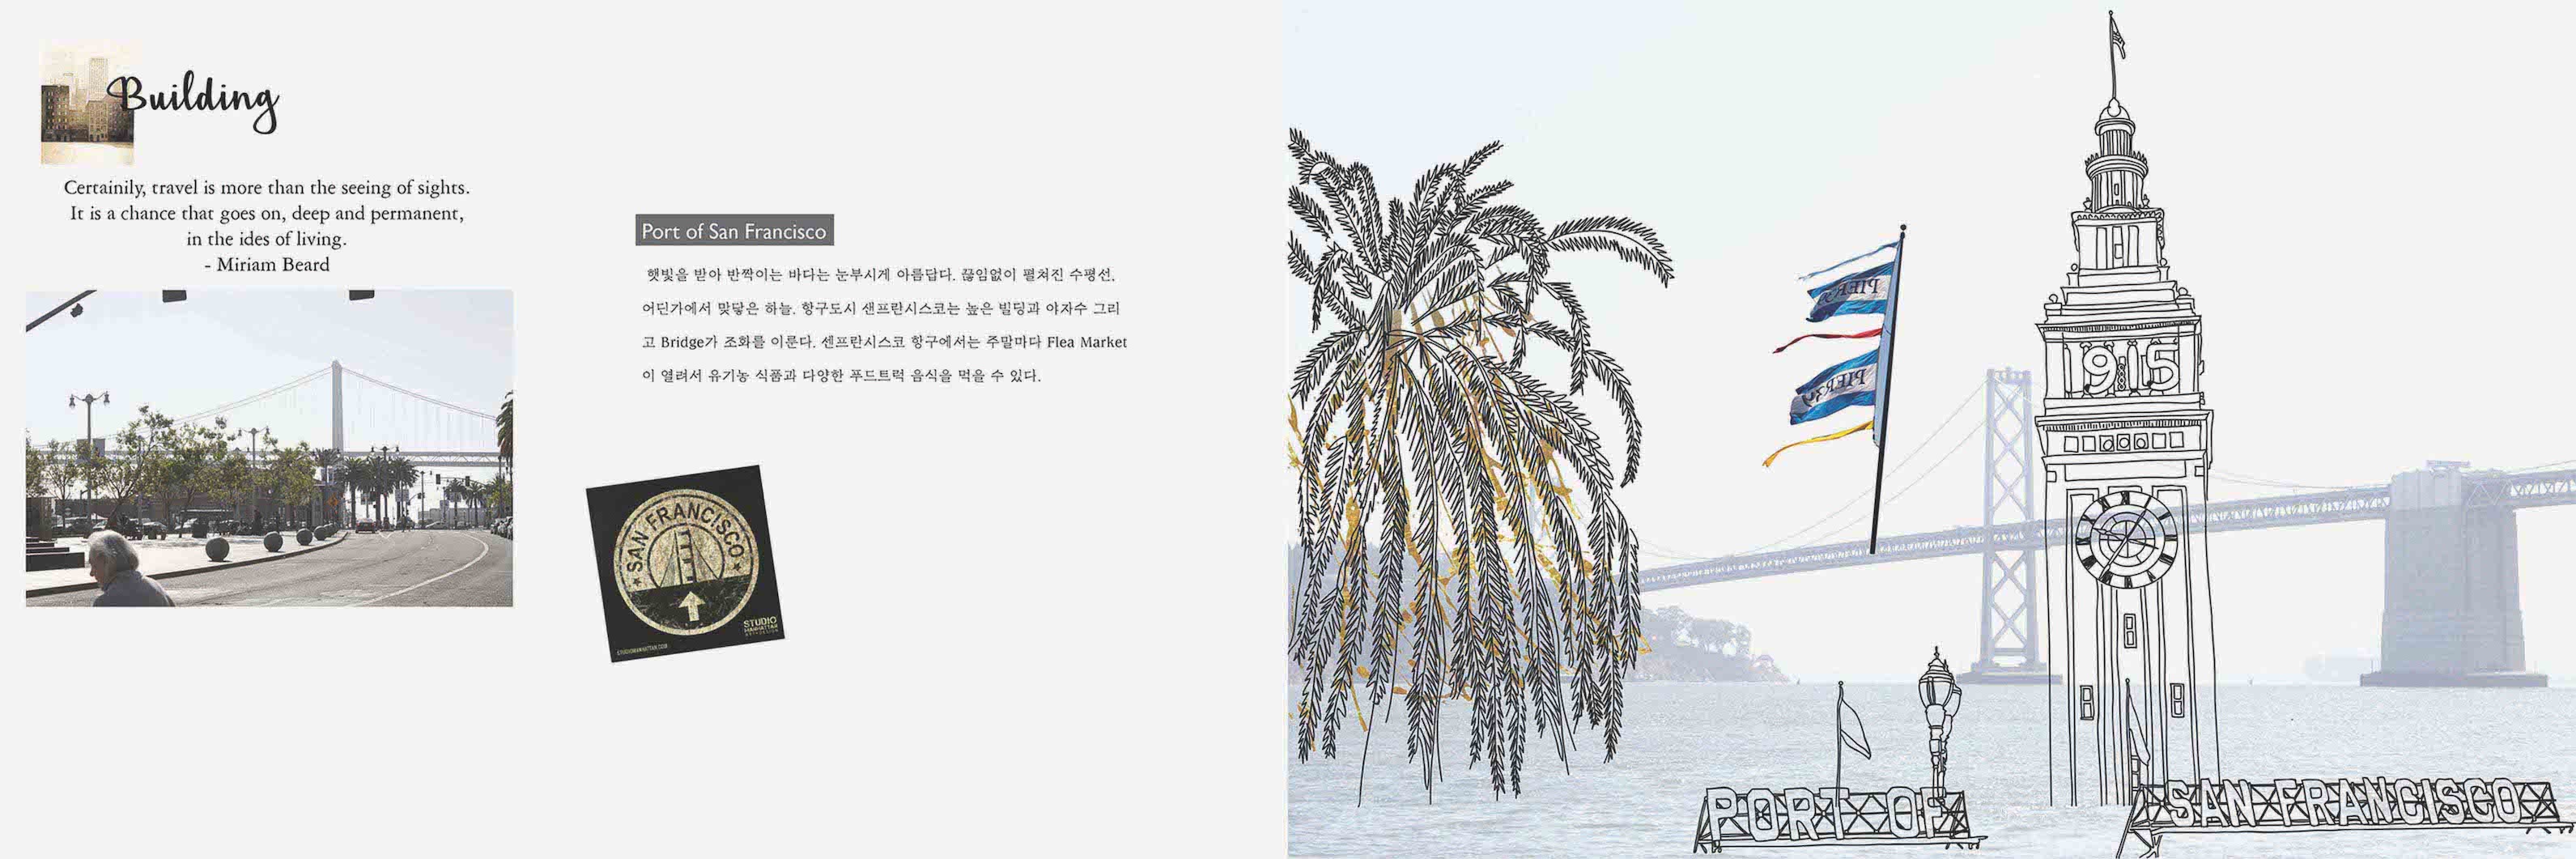 Building
Certainily, travel is more than the seeing of sights.
It is a chance that goes on, deep and permanent,
in the ides of living.
- Miriam Beard
Port of San Francisco
햇빛을 받아 반짝이는 바다는 눈부시게 아름답다. 끊임없이 펼쳐진 수평선,
어딘가에서 맞닿은 하늘. 항구도시 샌프란시스코는 높은 빌딩과 야자수 그리
고 Bridge가 조화를 이룬다. 센프란시스코 항구에서는 주말마다 Flea Market
이 열려서 유기농 식품과 다양한 푸드트럭 음식을 먹을 수 있다.
SAN FRANCISCO
STUDIO
MANHATTAN
STUDIOMANHATTAN.COM
PIER 39
PIER 39
1915
PORT OF
SAN FRANCISCO